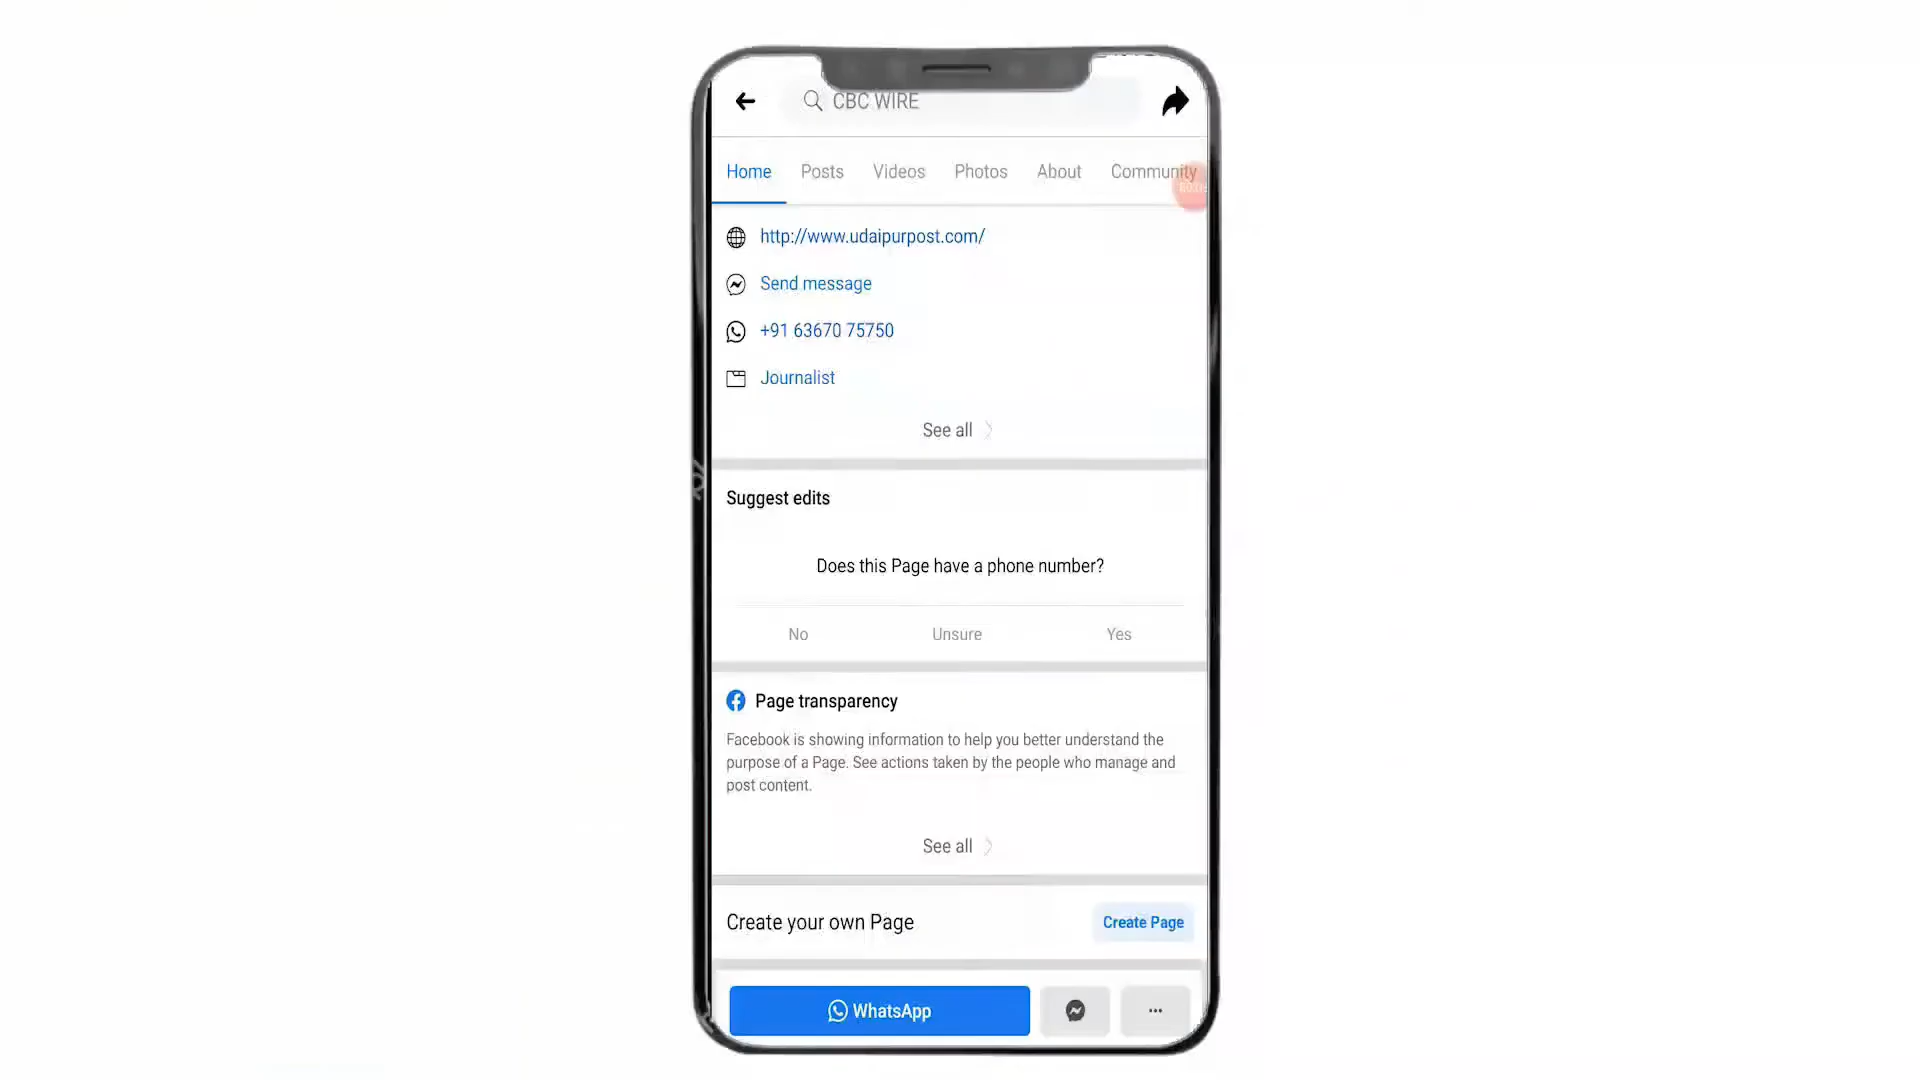 CBC WIRE
Home Posts Videos Photos About Community
http://www.udaipurpost.com/
Send message
+91 63670 75750
Journalist
See all
Suggest edits
Does this Page have a phone number?
No Unsure Yes
Page transparency
Facebook is showing information to help you better understand the
purpose of a Page. See actions taken by the people who manage and
post content.
See all
Create your own Page Create Page
WhatsApp